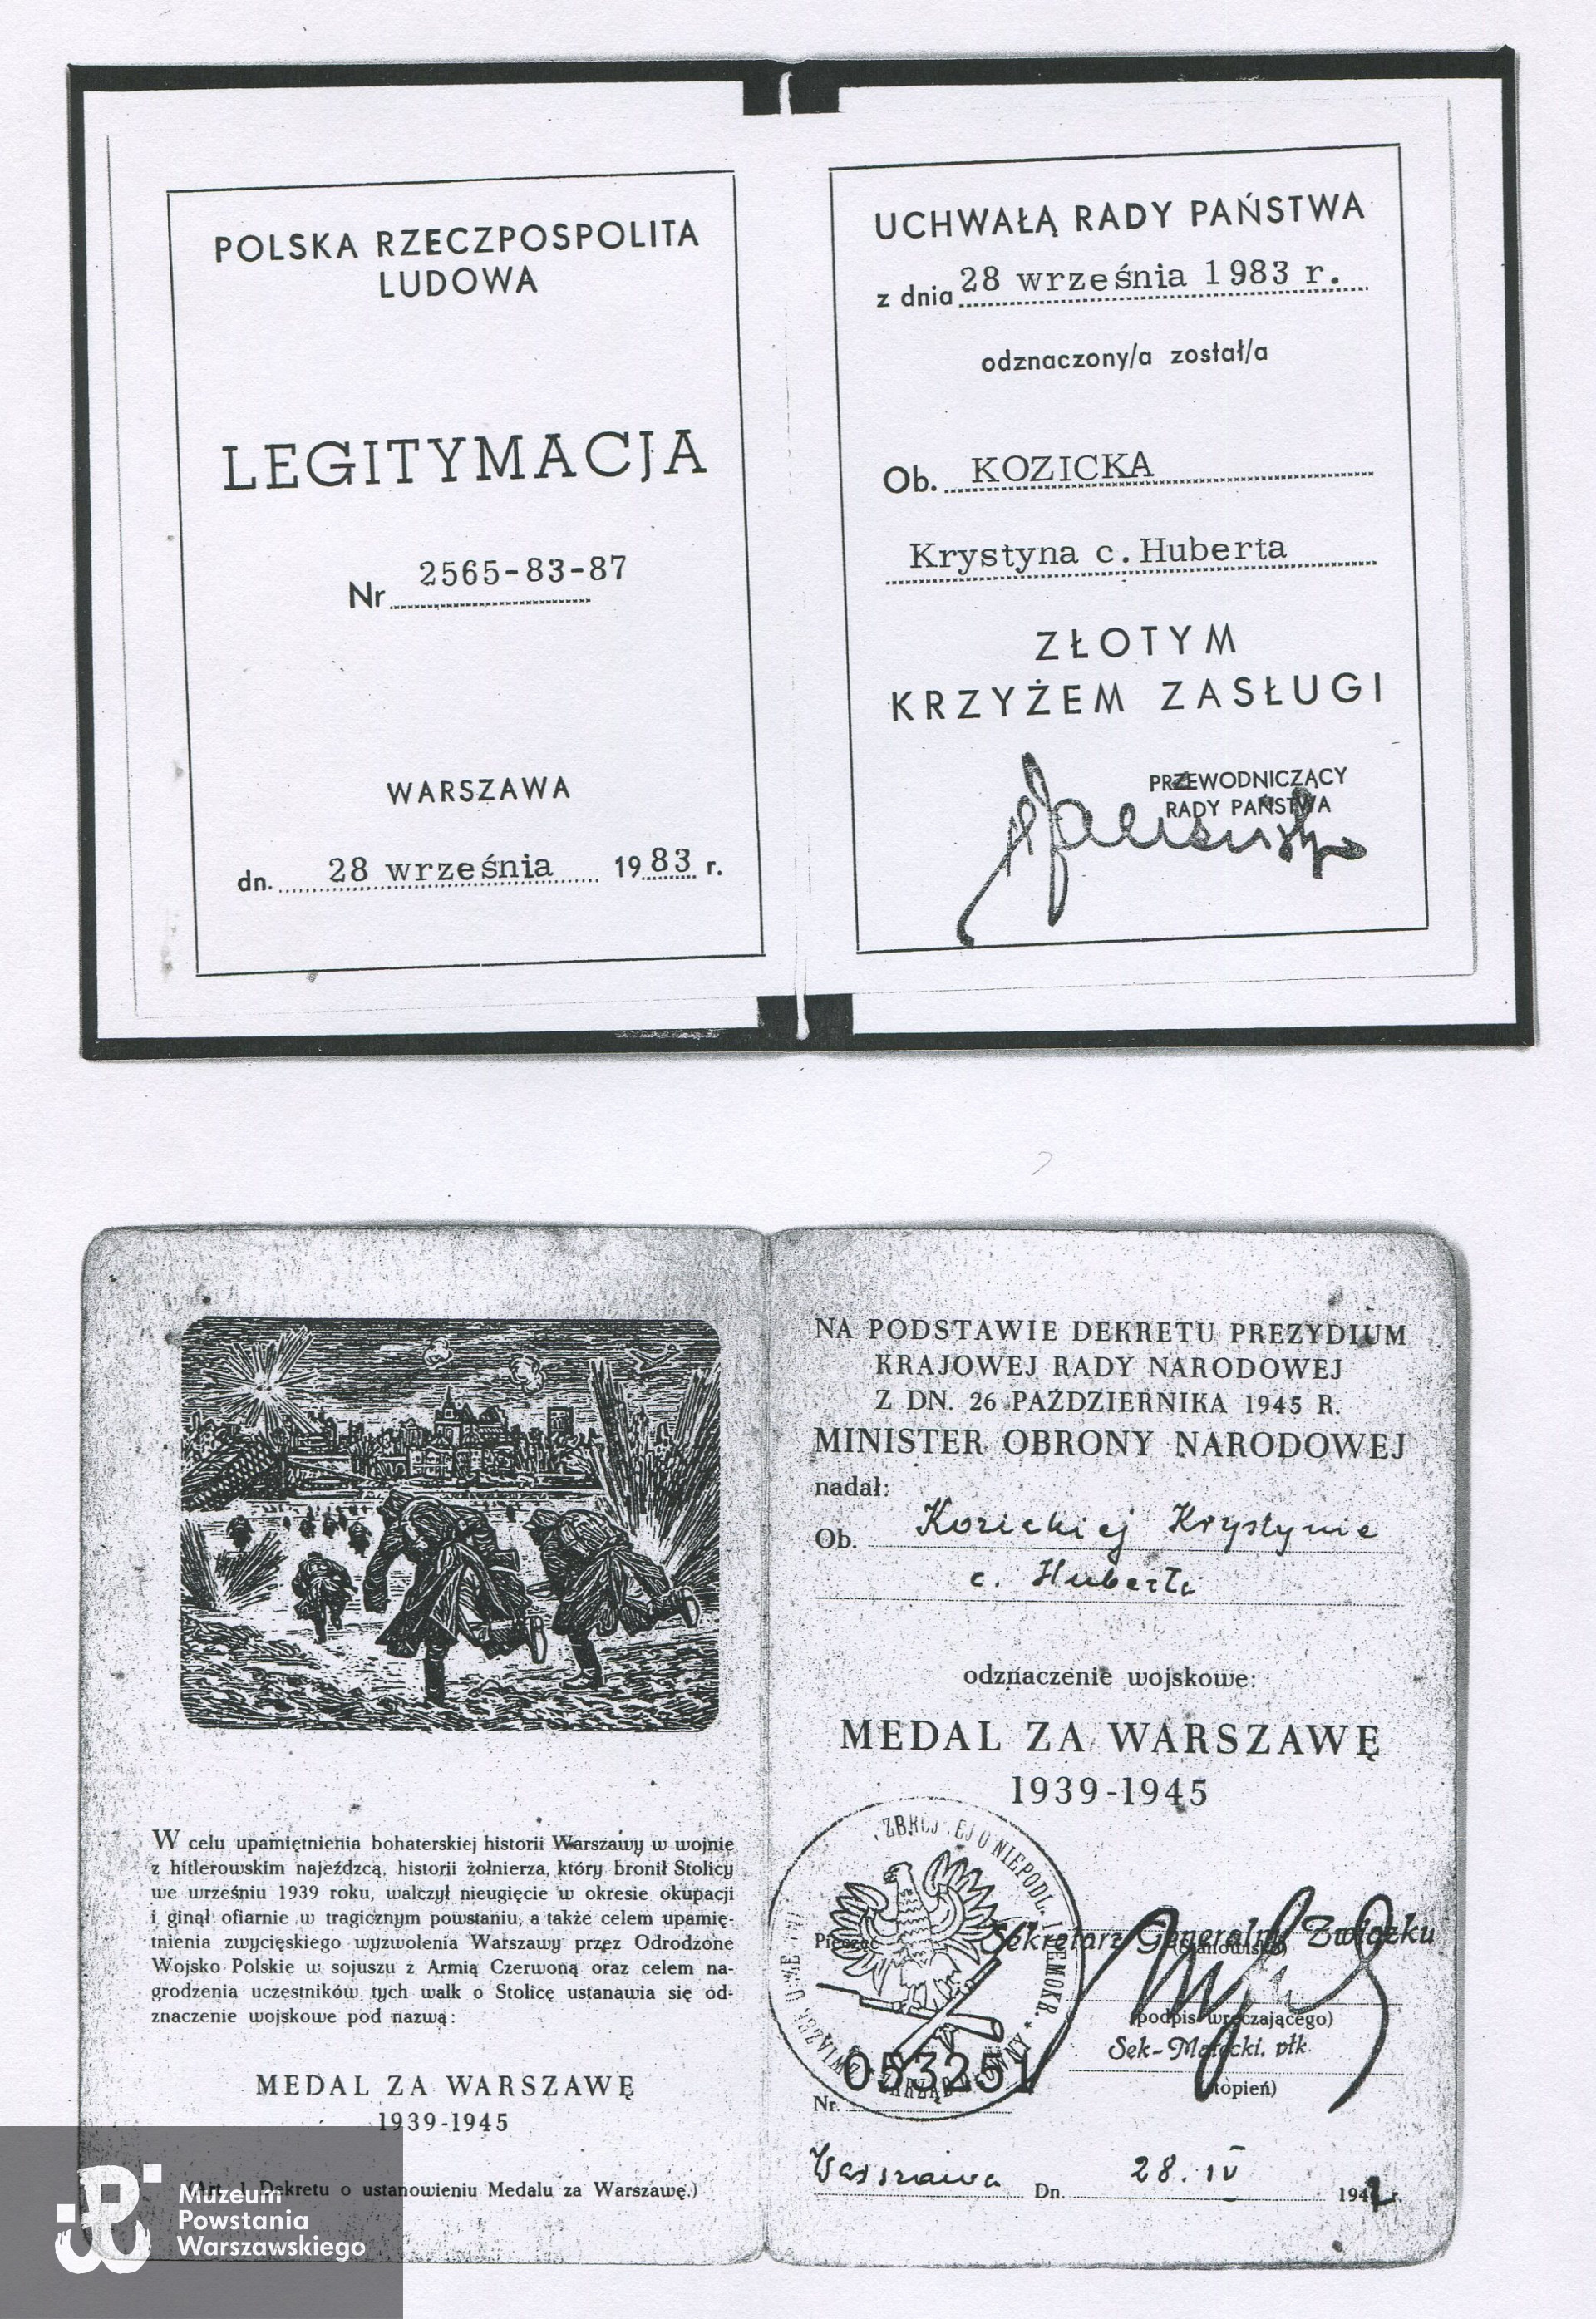 POLSKA RZECZPOSPOLITA
LUDOWA
LEGITYMACJA
Nr 2565-83-87
WARSZAWA
dn. 28 września 1983 r.
UCHWAŁĄ RADY PAŃSTWA
z dnia 28 września 1983 r.
odznaczony/a został/a
Ob. KOZICKA
Krystyna c. Huberta
ZŁOTYM
KRZYŻEM ZASŁUGI
PRZEWODNICZĄCY
RADY PAŃSTWA
W celu upamiętnienia bohaterskiej historii Warszawy w wojnie
z hitlerowskim najeźdzcą, historii żołnierza, który bronił Stolicy
we wrześniu 1939 roku, walczył nieugięcie w okresie okupacji
i ginął ofiarnie w tragicznym powstaniu, a także celem upamię-
tnienia zwycięskiego wyzwolenia Warszawy przez Odrodzone
Wojsko Polskie w sojuszu z Armią Czerwoną oraz celem na-
grodzenia uczestników tych walk o Stolicę ustanawia się od-
znaczenie wojskowe pod nazwą:
MEDAL ZA WARSZAWĘ
1939-1945
(Art. 1 Dekretu o ustanowieniu Medalu za Warszawę.)
NA PODSTAWIE DEKRETU PREZYDIUM
KRAJOWEJ RADY NARODOWEJ
Z DN. 26 PAŹDZIERNIKA 1945 R.
MINISTER OBRONY NARODOWEJ
nadał:
Ob. Kozickiej Krystynie
c. Huberta
odznaczenie wojskowe:
MEDAL ZA WARSZAWĘ
1939-1945
Sekretarz Generalny Związku
(stanowisko)
(podpis wręczającego)
Sęk-Małecki, płk.
(stopień)
Nr. 053251
Warszawa Dn. 28. IV
Muzeum
Powstania
Warszawskiego